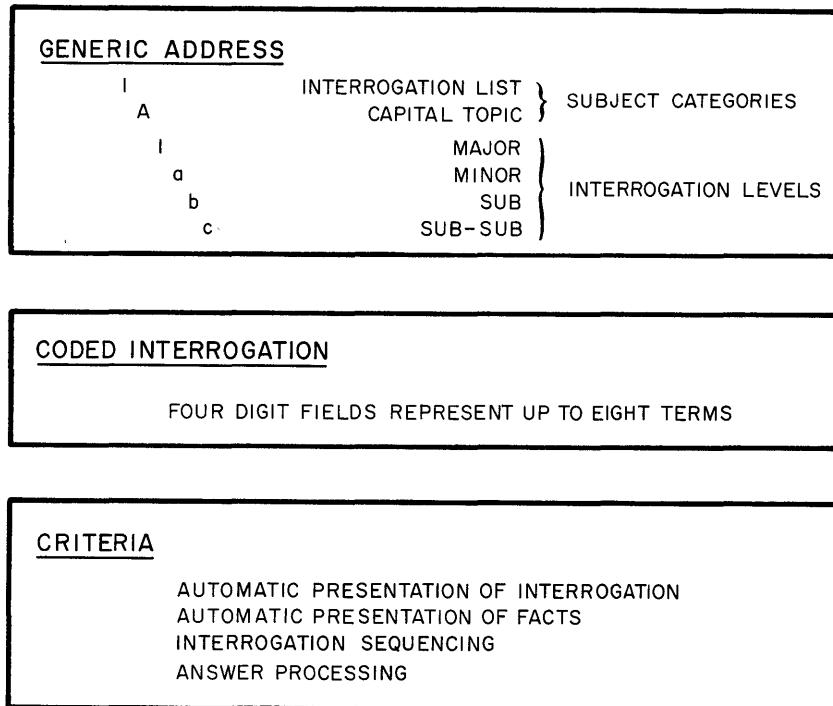 GENERIC ADDRESS
I INTERROGATION LIST } SUBJECT CATEGORIES
A CAPITAL TOPIC
I MAJOR
a MINOR } INTERROGATION LEVELS
b SUB
c SUB-SUB
CODED INTERROGATION
FOUR DIGIT FIELDS REPRESENT UP TO EIGHT TERMS
CRITERIA
AUTOMATIC PRESENTATION OF INTERROGATION
AUTOMATIC PRESENTATION OF FACTS
INTERROGATION SEQUENCING
ANSWER PROCESSING